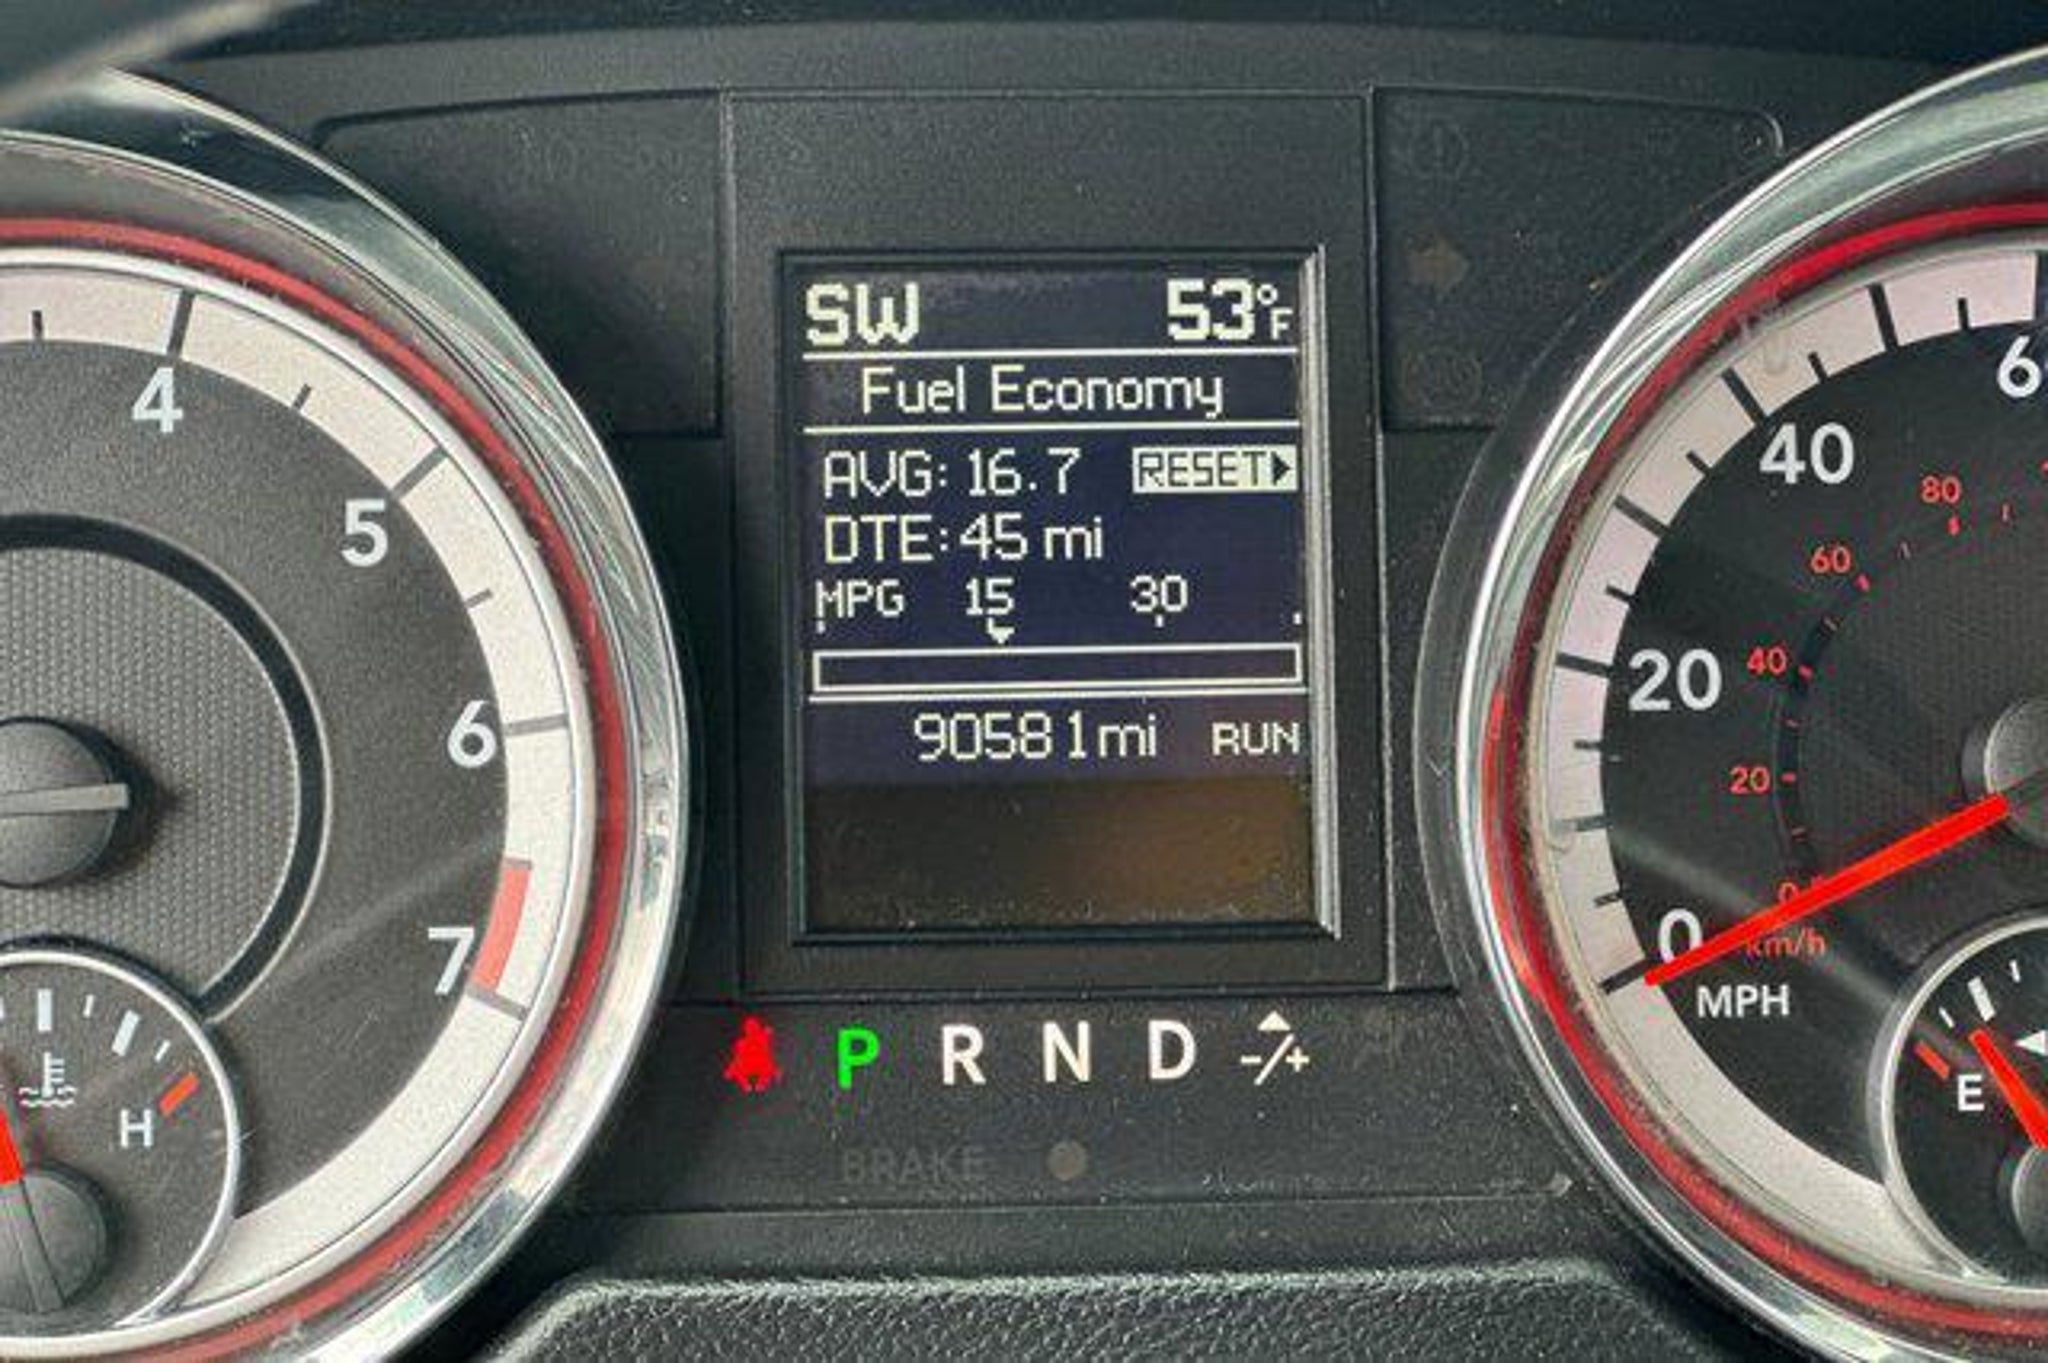 SW 53°F
Fuel Economy
AVG: 16.7 RESET
DTE: 45 mi
MPG 15 30
90581 mi RUN
4
5
6
7
H
P R N D -/+
BRAKE
40
20
0
MPH
80
60
40
20
0
km/h
E